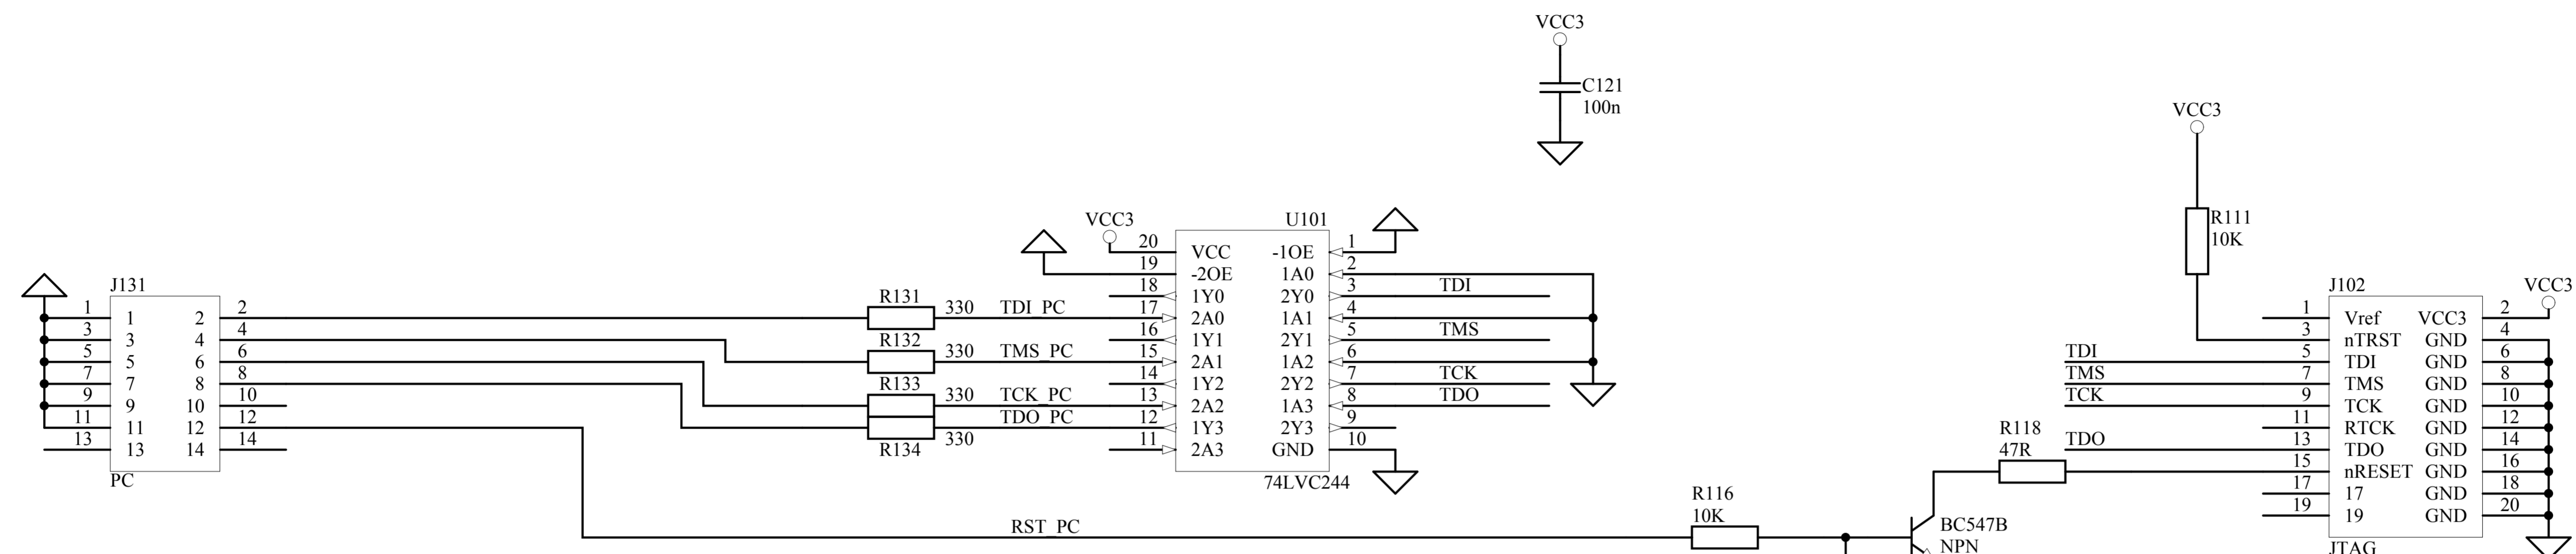 VCC3
C121
100n
VCC3
R111
10K
J131
1 1 2 2
3 3 4 4
5 5 6 6
7 7 8 8
9 9 10 10
11 11 12 12
13 13 14 14
PC
R131
330 TDI_PC
R132
330 TMS_PC
R133
330 TCK_PC
TDO_PC
R134
330
VCC3
U101
20 VCC -1OE 1
19 -2OE 1A0 2
18 1Y0 2Y0 3 TDI
17 2A0 1A1 4
16 1Y1 2Y1 5 TMS
15 2A1 1A2 6
14 1Y2 2Y2 7 TCK
13 2A2 1A3 8 TDO
12 1Y3 2Y3 9
11 2A3 GND 10
74LVC244
RST_PC
R116
10K
BC547B
NPN
R118
47R
J102
VCC3
1 Vref VCC3 2
3 nTRST GND 4
TDI 5 TDI GND 6
TMS 7 TMS GND 8
TCK 9 TCK GND 10
11 RTCK GND 12
TDO 13 TDO GND 14
15 nRESET GND 16
17 17 GND 18
19 19 GND 20
JTAG